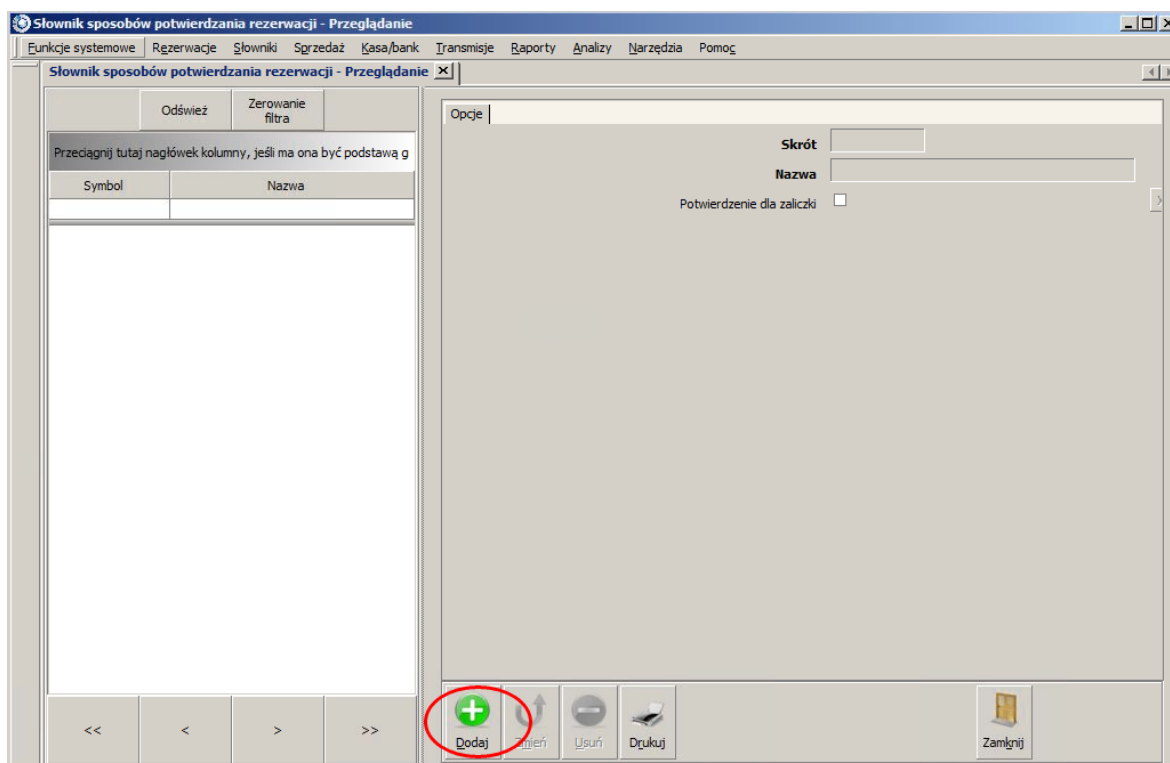 Słownik sposobów potwierdzania rezerwacji - Przeglądanie
Funkcje systemowe Rezerwacje Słowniki Sprzedaż Kasa/bank Transmisje Raporty Analizy Narzędzia Pomoc
Słownik sposobów potwierdzania rezerwacji - Przeglądanie
Odśwież
Zerowanie
filtra
Przeciągnij tutaj nagłówek kolumny, jeśli ma ona być podstawą g
Symbol Nazwa
Opcje
Skrót
Nazwa
Potwierdzenie dla zaliczki
<< < > >>
Dodaj Zmień Usuń Drukuj Zamknij